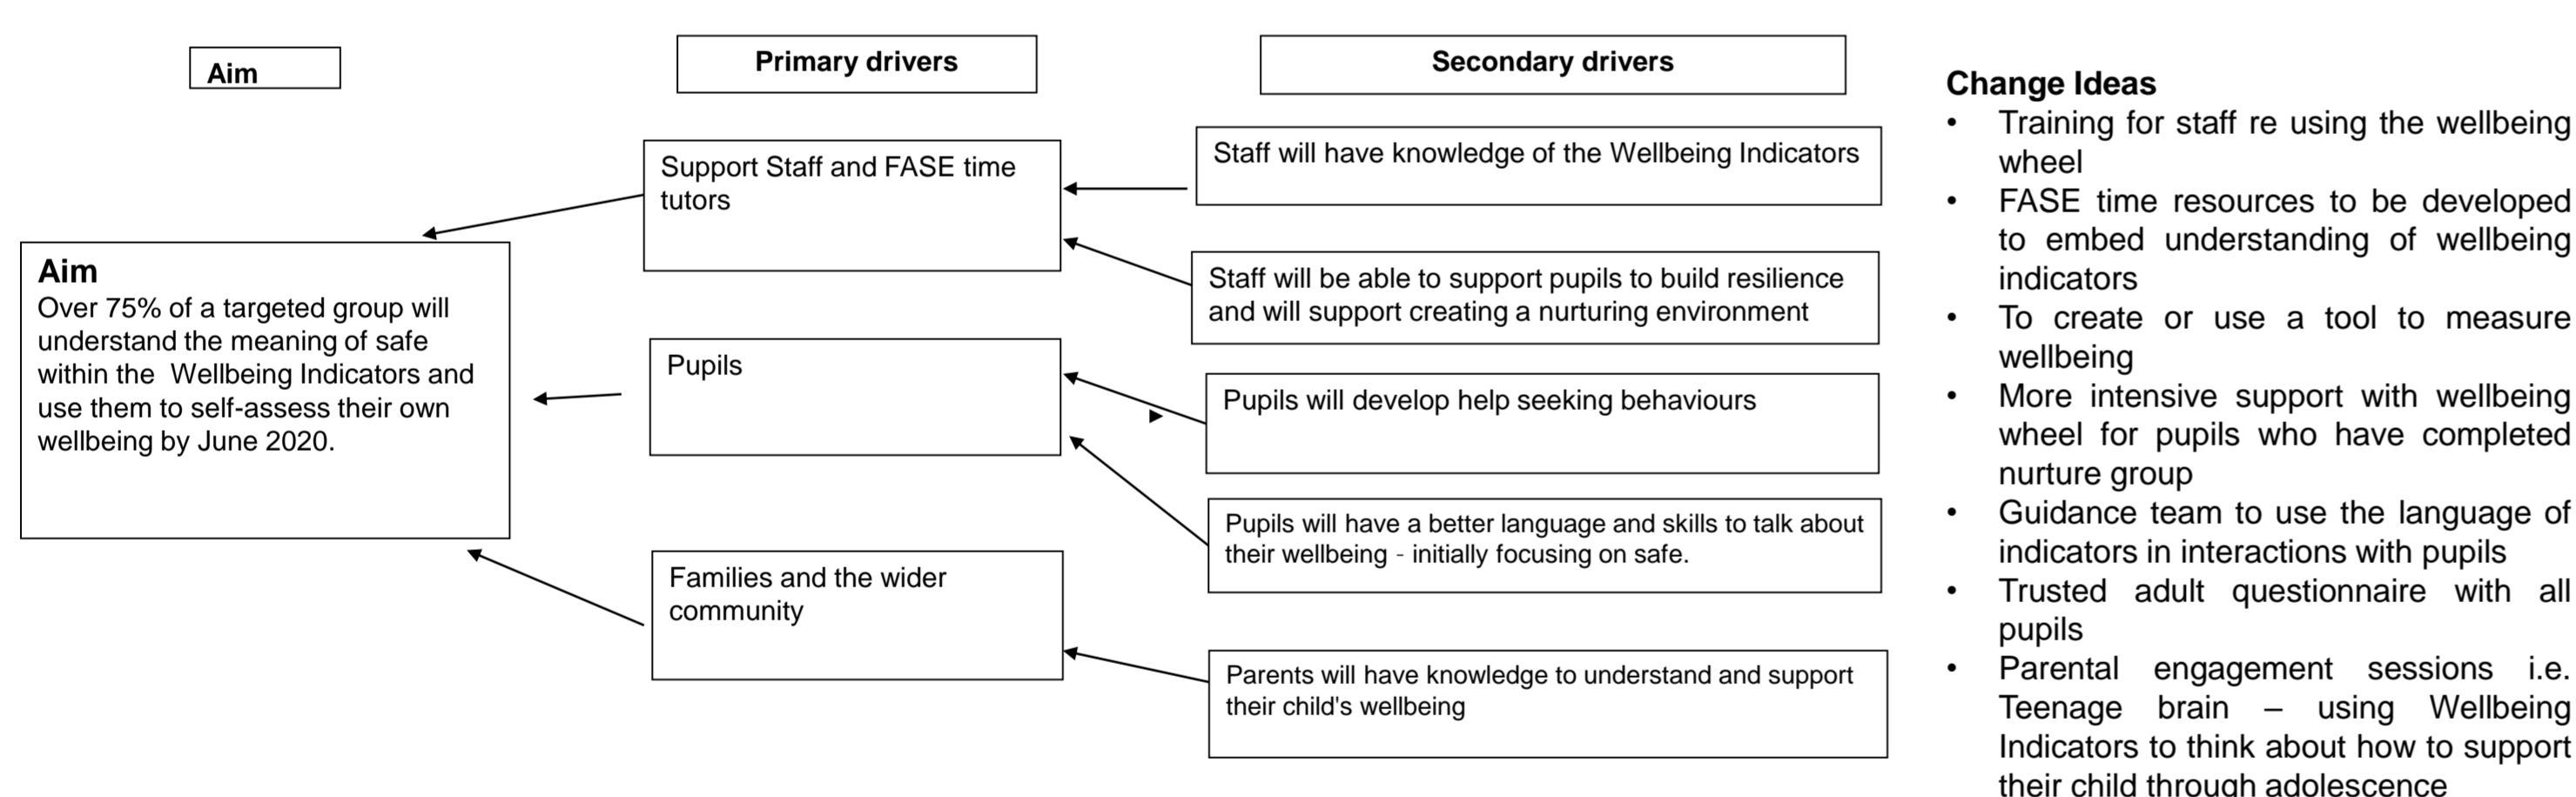 Aim
Primary drivers
Secondary drivers
Aim
Over 75% of a targeted group will
understand the meaning of safe
within the  Wellbeing Indicators and
use them to self-assess their own
wellbeing by June 2020.
Support Staff and FASE time
tutors
Pupils
Families and the wider
community
Staff will have knowledge of the Wellbeing Indicators
Staff will be able to support pupils to build resilience
and will support creating a nurturing environment
Pupils will develop help seeking behaviours
Pupils will have a better language and skills to talk about
their wellbeing - initially focusing on safe.
Parents will have knowledge to understand and support
their child's wellbeing
Change Ideas
• Training for staff re using the wellbeing
wheel
• FASE time resources to be developed
to embed understanding of wellbeing
indicators
• To create or use a tool to measure
wellbeing
• More intensive support with wellbeing
wheel for pupils who have completed
nurture group
• Guidance team to use the language of
indicators in interactions with pupils
• Trusted adult questionnaire with all
pupils
• Parental engagement sessions i.e.
Teenage brain – using Wellbeing
Indicators to think about how to support
their child through adolescence